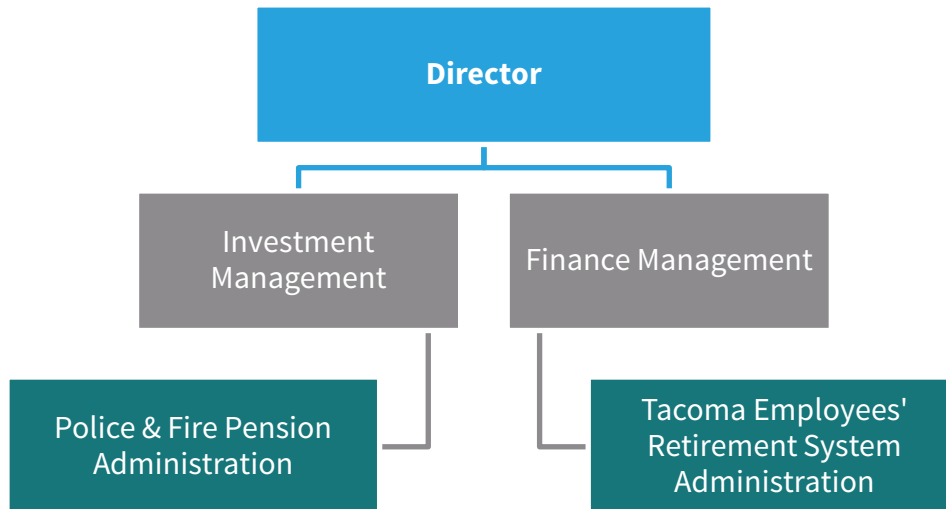 Director
Investment
Management
Finance Management
Police & Fire Pension
Administration
Tacoma Employees'
Retirement System
Administration